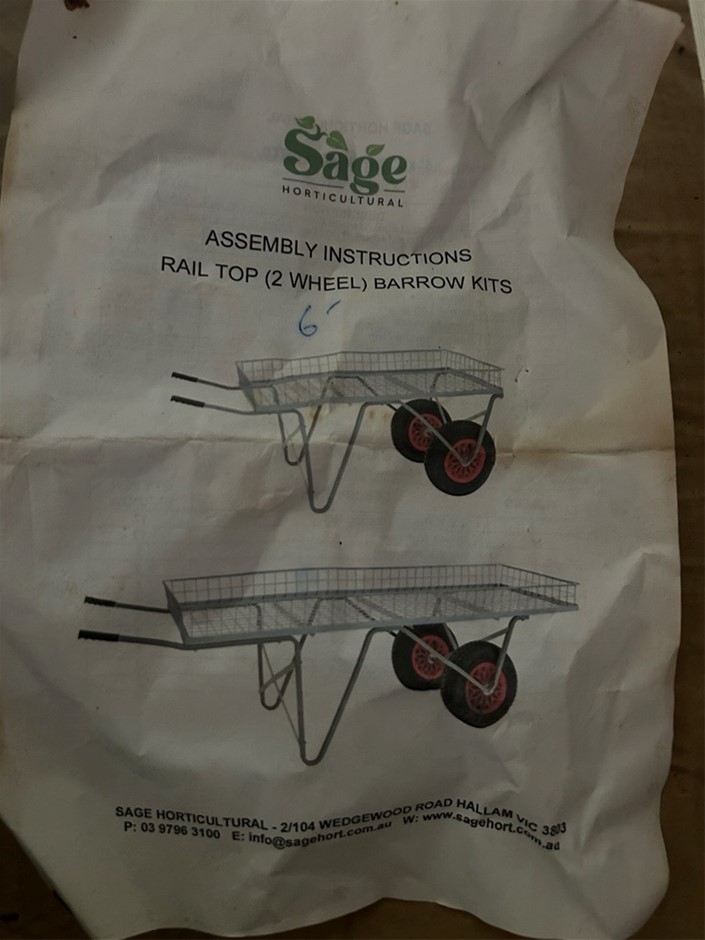 Sage
HORTICULTURAL
ASSEMBLY INSTRUCTIONS
RAIL TOP (2 WHEEL) BARROW KITS
6'
SAGE HORTICULTURAL - 2/104 WEDGEWOOD ROAD HALLAM VIC 3803
P: 03 9796 3100 E: info@sagehort.com.au W: www.sagehort.com.au